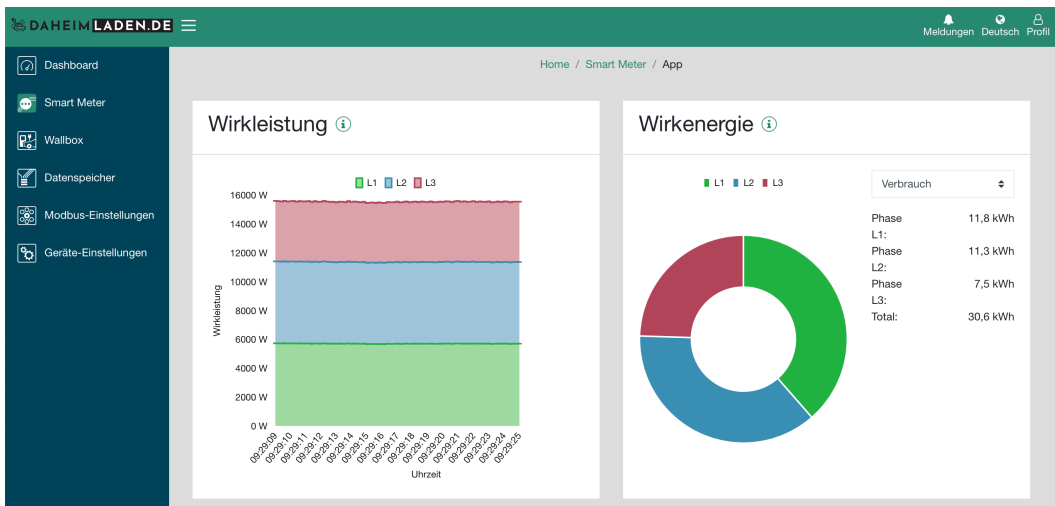 DAHEIMLADEN.DE
Meldungen Deutsch Profil
Dashboard
Smart Meter
Wallbox
Datenspeicher
Modbus-Einstellungen
Geräte-Einstellungen
Home / Smart Meter / App
Wirkleistung
L1 L2 L3
16000 W
14000 W
12000 W
10000 W
8000 W
6000 W
4000 W
2000 W
0 W
Wirkleistung
09:29:09 09:29:10 09:29:11 09:29:12 09:29:13 09:29:14 09:29:15 09:29:16 09:29:17 09:29:18 09:29:19 09:29:20 09:29:21 09:29:22 09:29:23 09:29:24 09:29:25
Uhrzeit
Wirkenergie
L1 L2 L3
Verbrauch
Phase 11,8 kWh
L1:
Phase 11,3 kWh
L2:
Phase 7,5 kWh
L3:
Total: 30,6 kWh